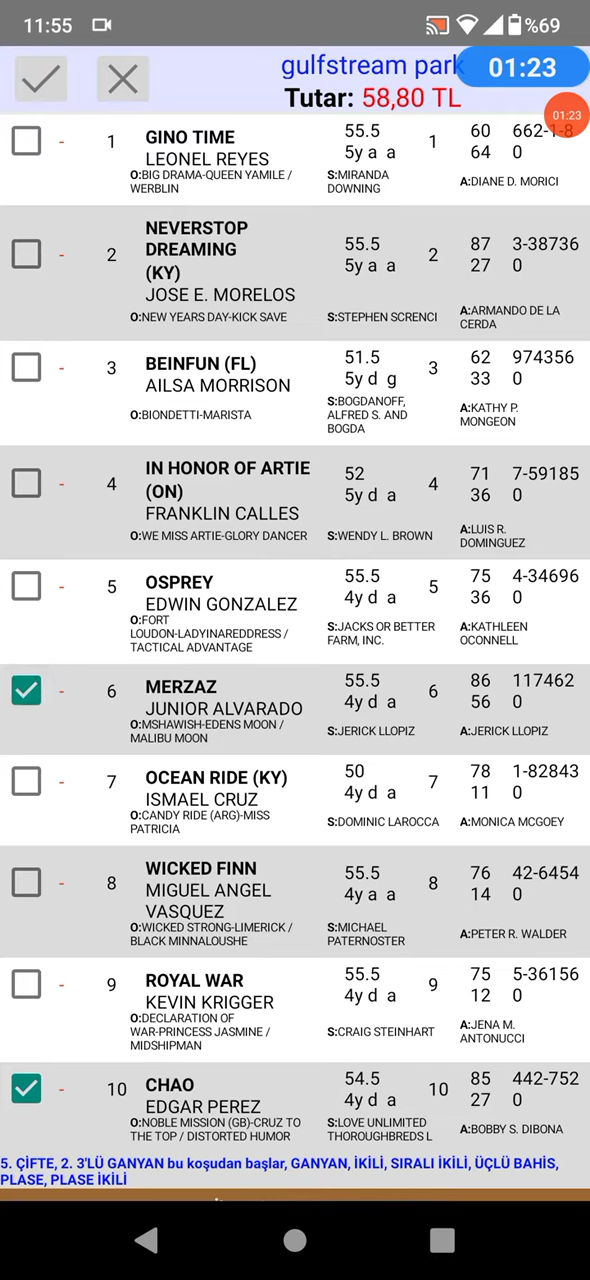 11:55 %69
gulfstream park 01:23
Tutar: 58,80 TL
01:23
1 GINO TIME 55.5 1 60 662-1-8
LEONEL REYES 5y a a 64 0
O:BIG DRAMA-QUEEN YAMILE / WERBLIN S:MIRANDA DOWNING A:DIANE D. MORICI
2 NEVERSTOP DREAMING (KY) 55.5 2 87 3-38736
JOSE E. MORELOS 5y a a 27 0
O:NEW YEARS DAY-KICK SAVE S:STEPHEN SCRENCI A:ARMANDO DE LA CERDA
3 BEINFUN (FL) 51.5 3 62 974356
AILSA MORRISON 5y d g 33 0
O:BIONDETTI-MARISTA S:BOGDANOFF, ALFRED S. AND BOGDA A:KATHY P. MONGEON
4 IN HONOR OF ARTIE (ON) 52 4 71 7-59185
FRANKLIN CALLES 5y d a 36 0
O:WE MISS ARTIE-GLORY DANCER S:WENDY L. BROWN A:LUIS R. DOMINGUEZ
5 OSPREY 55.5 5 75 4-34696
EDWIN GONZALEZ 4y d a 36 0
O:FORT LOUDON-LADYINAREDDRESS / TACTICAL ADVANTAGE S:JACKS OR BETTER FARM, INC. A:KATHLEEN OCONNELL
6 MERZAZ 55.5 6 86 117462
JUNIOR ALVARADO 4y d a 56 0
O:MSHAWISH-EDENS MOON / MALIBU MOON S:JERICK LLOPIZ A:JERICK LLOPIZ
7 OCEAN RIDE (KY) 50 7 78 1-82843
ISMAEL CRUZ 4y d a 11 0
O:CANDY RIDE (ARG)-MISS PATRICIA S:DOMINIC LAROCCA A:MONICA MCGOEY
8 WICKED FINN 55.5 8 76 42-6454
MIGUEL ANGEL VASQUEZ 4y a a 14 0
O:WICKED STRONG-LIMERICK / BLACK MINNALOUSHE S:MICHAEL PATERNOSTER A:PETER R. WALDER
9 ROYAL WAR 55.5 9 75 5-36156
KEVIN KRIGGER 4y d a 12 0
O:DECLARATION OF WAR-PRINCESS JASMINE / MIDSHIPMAN S:CRAIG STEINHART A:JENA M. ANTONUCCI
10 CHAO 54.5 10 85 442-752
EDGAR PEREZ 4y d a 27 0
O:NOBLE MISSION (GB)-CRUZ TO THE TOP / DISTORTED HUMOR S:LOVE UNLIMITED THOROUGHBREDS L A:BOBBY S. DIBONA
5. ÇİFTE, 2. 3'LÜ GANYAN bu koşudan başlar, GANYAN, İKİLİ, SIRALI İKİLİ, ÜÇLÜ BAHİS,
PLASE, PLASE İKİLİ